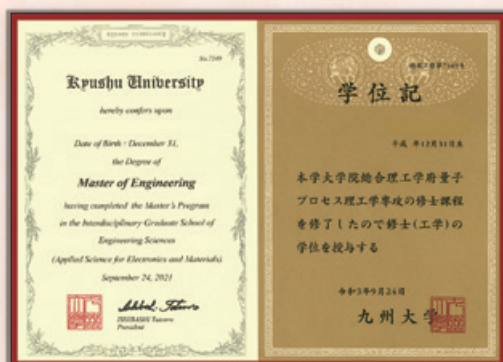 No.7249
Kyushu University
hereby confers upon
Date of Birth : December 31,
the Degree of
Master of Engineering
having completed the Master's Program
in the Interdisciplinary Graduate School of
Engineering Sciences
(Applied Science for Electronics and Materials)
September 24, 2021
ISHIBASHI Tatsuro
President
学位記
平成 年12月31日生
本学大学院総合理工学府量子
プロセス理工学専攻の修士課程
を修了したので修士(工学)の
学位を授与する
令和3年9月24日
九州大学